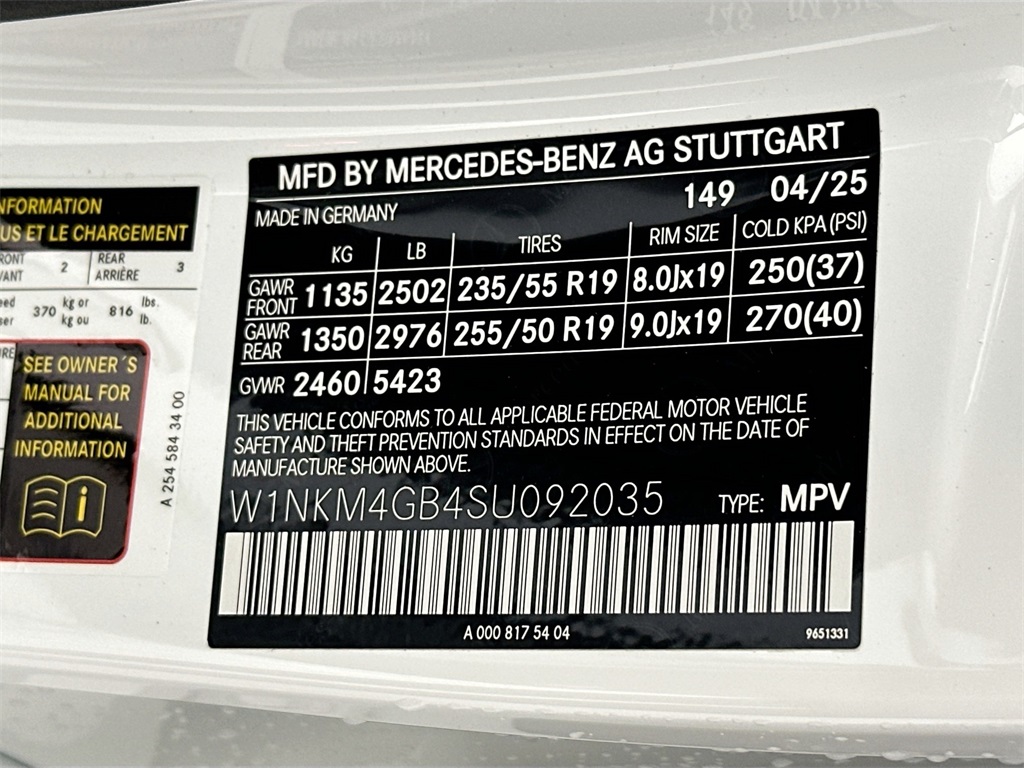 MFD BY MERCEDES-BENZ AG STUTTGART
MADE IN GERMANY 149 04/25
KG LB TIRES RIM SIZE COLD KPA (PSI)
GAWR FRONT 1135 2502 235/55 R19 8.0Jx19 250(37)
GAWR REAR 1350 2976 255/50 R19 9.0Jx19 270(40)
GVWR 2460 5423
THIS VEHICLE CONFORMS TO ALL APPLICABLE FEDERAL MOTOR VEHICLE
SAFETY AND THEFT PREVENTION STANDARDS IN EFFECT ON THE DATE OF
MANUFACTURE SHOWN ABOVE.
W1NKM4GB4SU092035 TYPE: MPV
A 000 817 54 04 9651331
NFORMATION
US ET LE CHARGEMENT
RONT 2 REAR 3
VANT ARRIÈRE
eed 370 kg or 816 lbs.
ser kg ou lb.
RE
SEE OWNER´S
MANUAL FOR
ADDITIONAL
INFORMATION
i
A 254 584 34 00